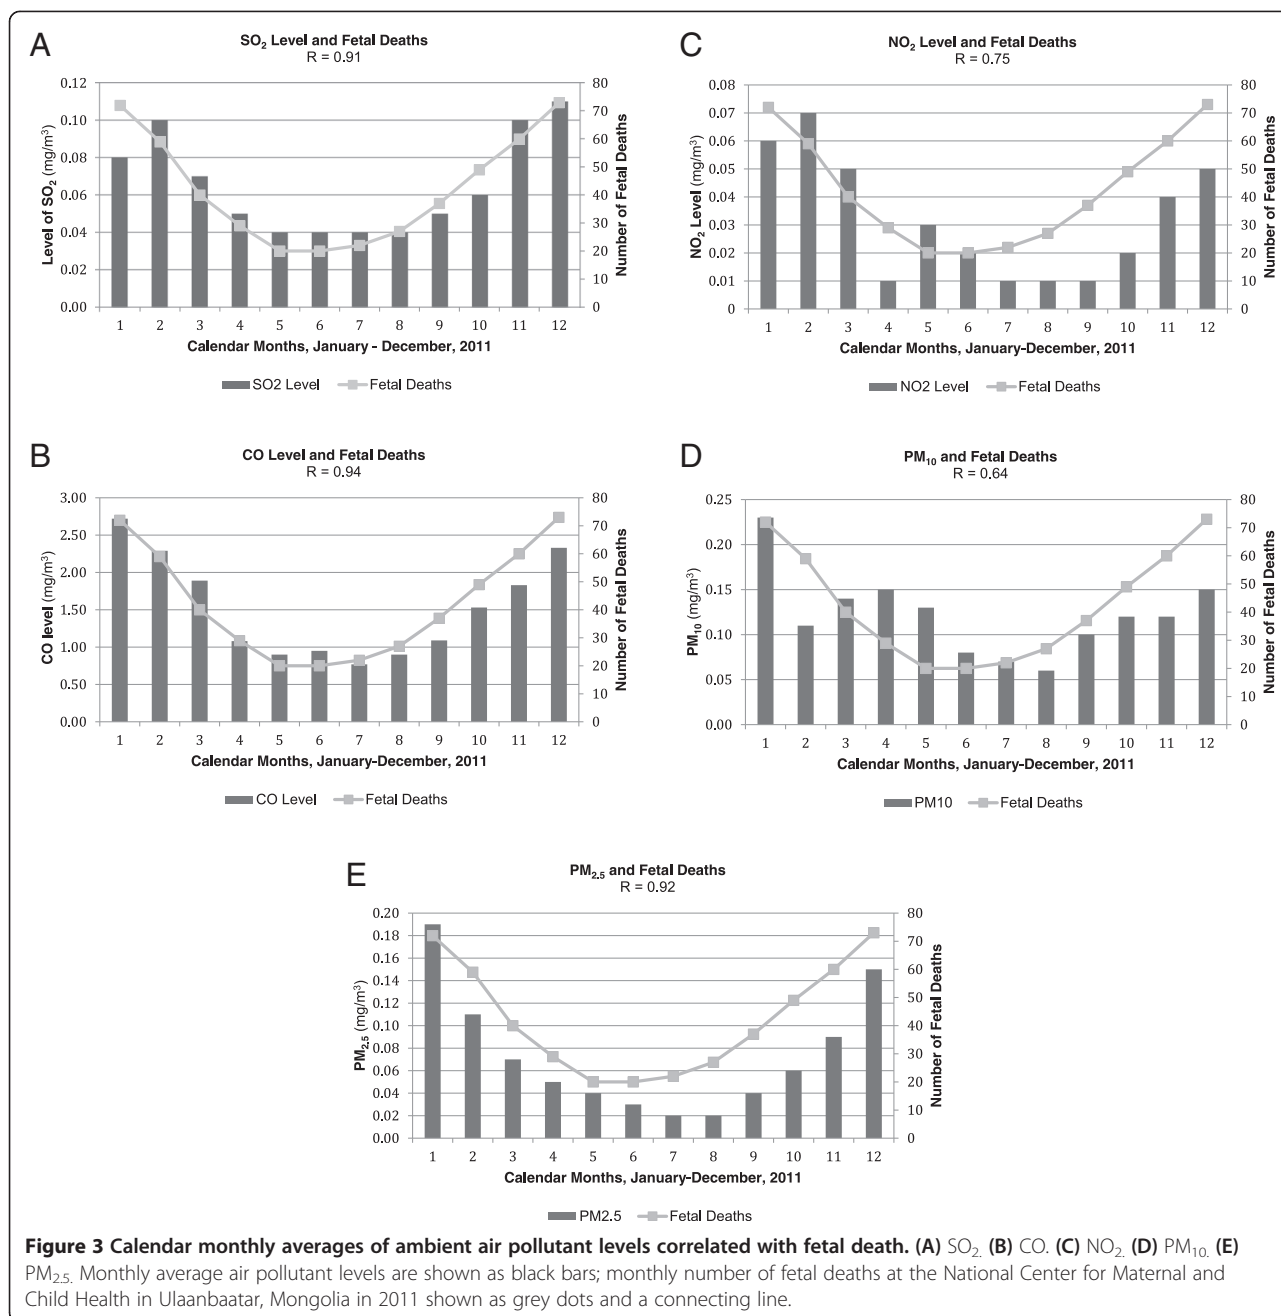 A
SO₂ Level and Fetal Deaths
R = 0.91
0.12
0.10
0.08
0.06
0.04
0.02
0.00
Level of SO₂ (mg/m³)
80
70
60
50
40
30
20
10
0
Number of Fetal Deaths
1 2 3 4 5 6 7 8 9 10 11 12
Calendar Months, January - December, 2011
SO2 Level Fetal Deaths
C
NO₂ Level and Fetal Deaths
R = 0.75
0.08
0.07
0.06
0.05
0.04
0.03
0.02
0.01
0
NO₂ Level (mg/m³)
80
70
60
50
40
30
20
10
0
Number of Fetal Deaths
1 2 3 4 5 6 7 8 9 10 11 12
Calendar Months, January-December, 2011
NO2 Level Fetal Deaths
B
CO Level and Fetal Deaths
R = 0.94
3.00
2.50
2.00
1.50
1.00
0.50
0.00
CO level (mg/m³)
80
70
60
50
40
30
20
10
0
Number of Fetal Deaths
1 2 3 4 5 6 7 8 9 10 11 12
Calendar Months, January-December, 2011
CO Level Fetal Deaths
D
PM₁₀ and Fetal Deaths
R = 0.64
0.25
0.20
0.15
0.10
0.05
0.00
PM₁₀ (mg/m³)
80
70
60
50
40
30
20
10
0
Number of Fetal Deaths
1 2 3 4 5 6 7 8 9 10 11 12
Calendar Months, January-December, 2011
PM10 Fetal Deaths
E
PM₂.₅ and Fetal Deaths
R = 0.92
0.20
0.18
0.16
0.14
0.12
0.10
0.08
0.06
0.04
0.02
0.00
PM₂.₅ (mg/m³)
80
70
60
50
40
30
20
10
0
Number of Fetal Deaths
1 2 3 4 5 6 7 8 9 10 11 12
Calendar Months, January-December, 2011
PM2.5 Fetal Deaths
Figure 3 Calendar monthly averages of ambient air pollutant levels correlated with fetal death. (A) SO₂. (B) CO. (C) NO₂. (D) PM₁₀. (E)
PM₂.₅. Monthly average air pollutant levels are shown as black bars; monthly number of fetal deaths at the National Center for Maternal and
Child Health in Ulaanbaatar, Mongolia in 2011 shown as grey dots and a connecting line.